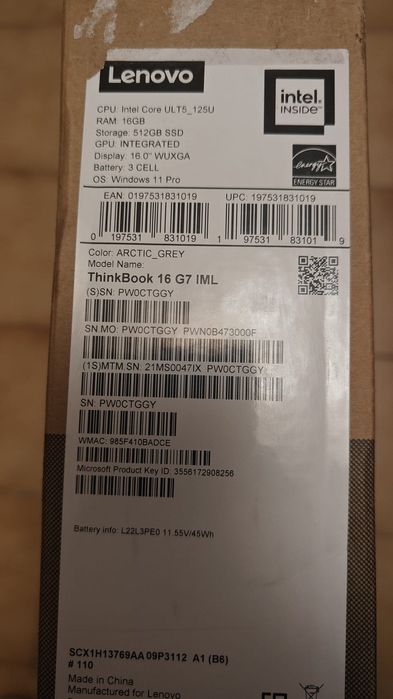 Lenovo
intel.
INSIDE™
CPU: Intel Core ULT5_125U
RAM: 16GB
Storage: 512GB SSD
GPU: INTEGRATED
Display: 16.0" WUXGA
Battery: 3 CELL
OS: Windows 11 Pro
energy
ENERGY STAR
EAN: 0197531831019 UPC: 197531831019
0 197531 831019 1 97531 83101 9
Color: ARCTIC_GREY
Model Name:
ThinkBook 16 G7 IML
(S)SN: PW0CTGGY
SN.MO: PW0CTGGY PWN0B473000F
(1S)MTM.SN: 21MS0047IX PW0CTGGY
SN: PW0CTGGY
WMAC: 985F410BADCE
Microsoft Product Key ID: 3556172908256
Battery info: L22L3PE0 11.55V/45Wh
SCX1H13769AA 09P3112 A1 (B6)
# 110
Made in China
Manufactured for Lenovo